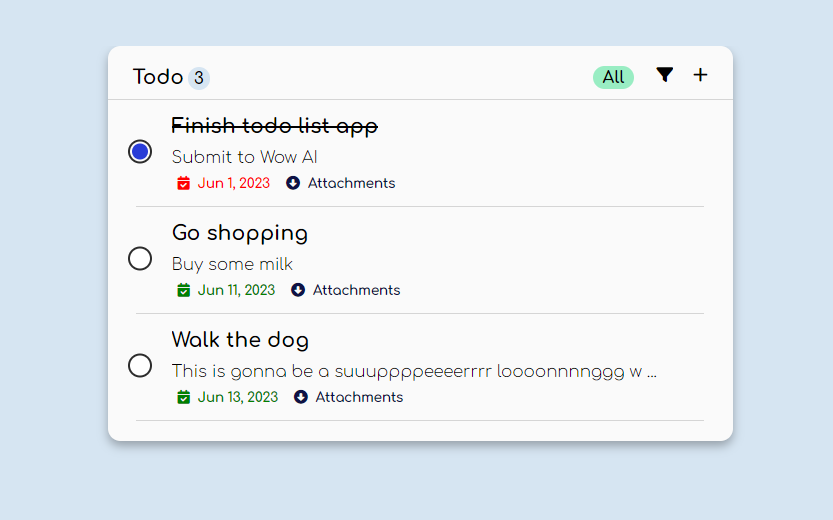 Todo 3 All
Finish todo list app
Submit to Wow AI
Jun 1, 2023 Attachments
Go shopping
Buy some milk
Jun 11, 2023 Attachments
Walk the dog
This is gonna be a suuuppppeeeerrrr loooonnnnggg w ...
Jun 13, 2023 Attachments